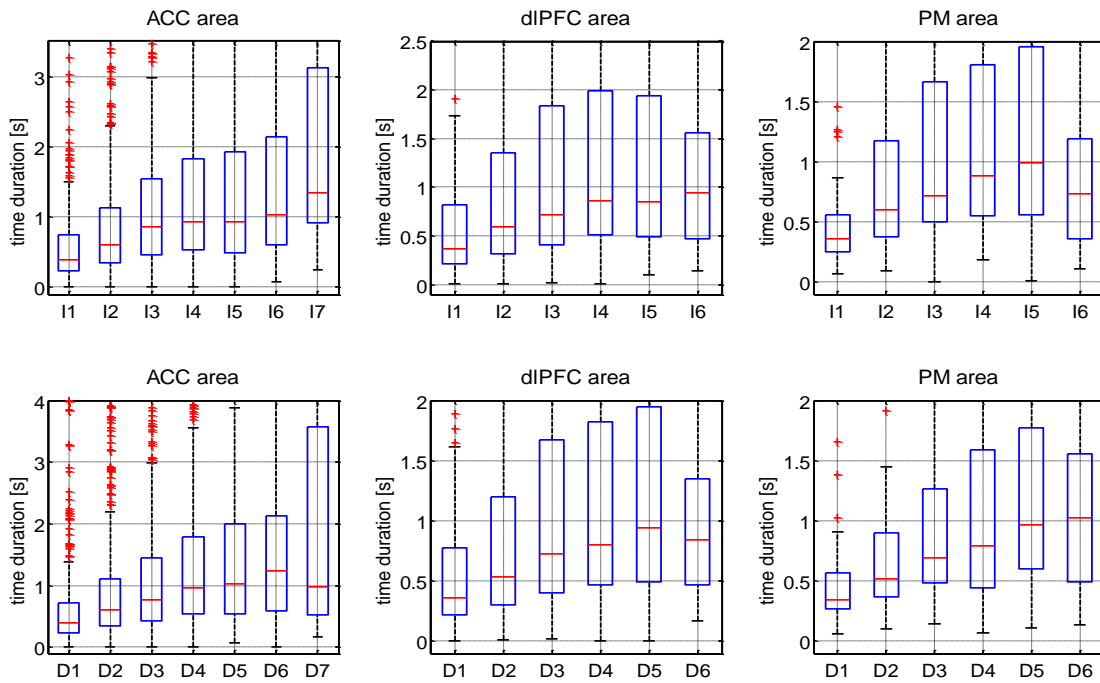 ACC area
time duration [s]
3
2
1
0
I1 I2 I3 I4 I5 I6 I7
dlPFC area
time duration [s]
2.5
2
1.5
1
0.5
0
I1 I2 I3 I4 I5 I6
PM area
time duration [s]
2
1.5
1
0.5
0
I1 I2 I3 I4 I5 I6
ACC area
time duration [s]
4
3
2
1
0
D1 D2 D3 D4 D5 D6 D7
dlPFC area
time duration [s]
2
1.5
1
0.5
0
D1 D2 D3 D4 D5 D6
PM area
time duration [s]
2
1.5
1
0.5
0
D1 D2 D3 D4 D5 D6